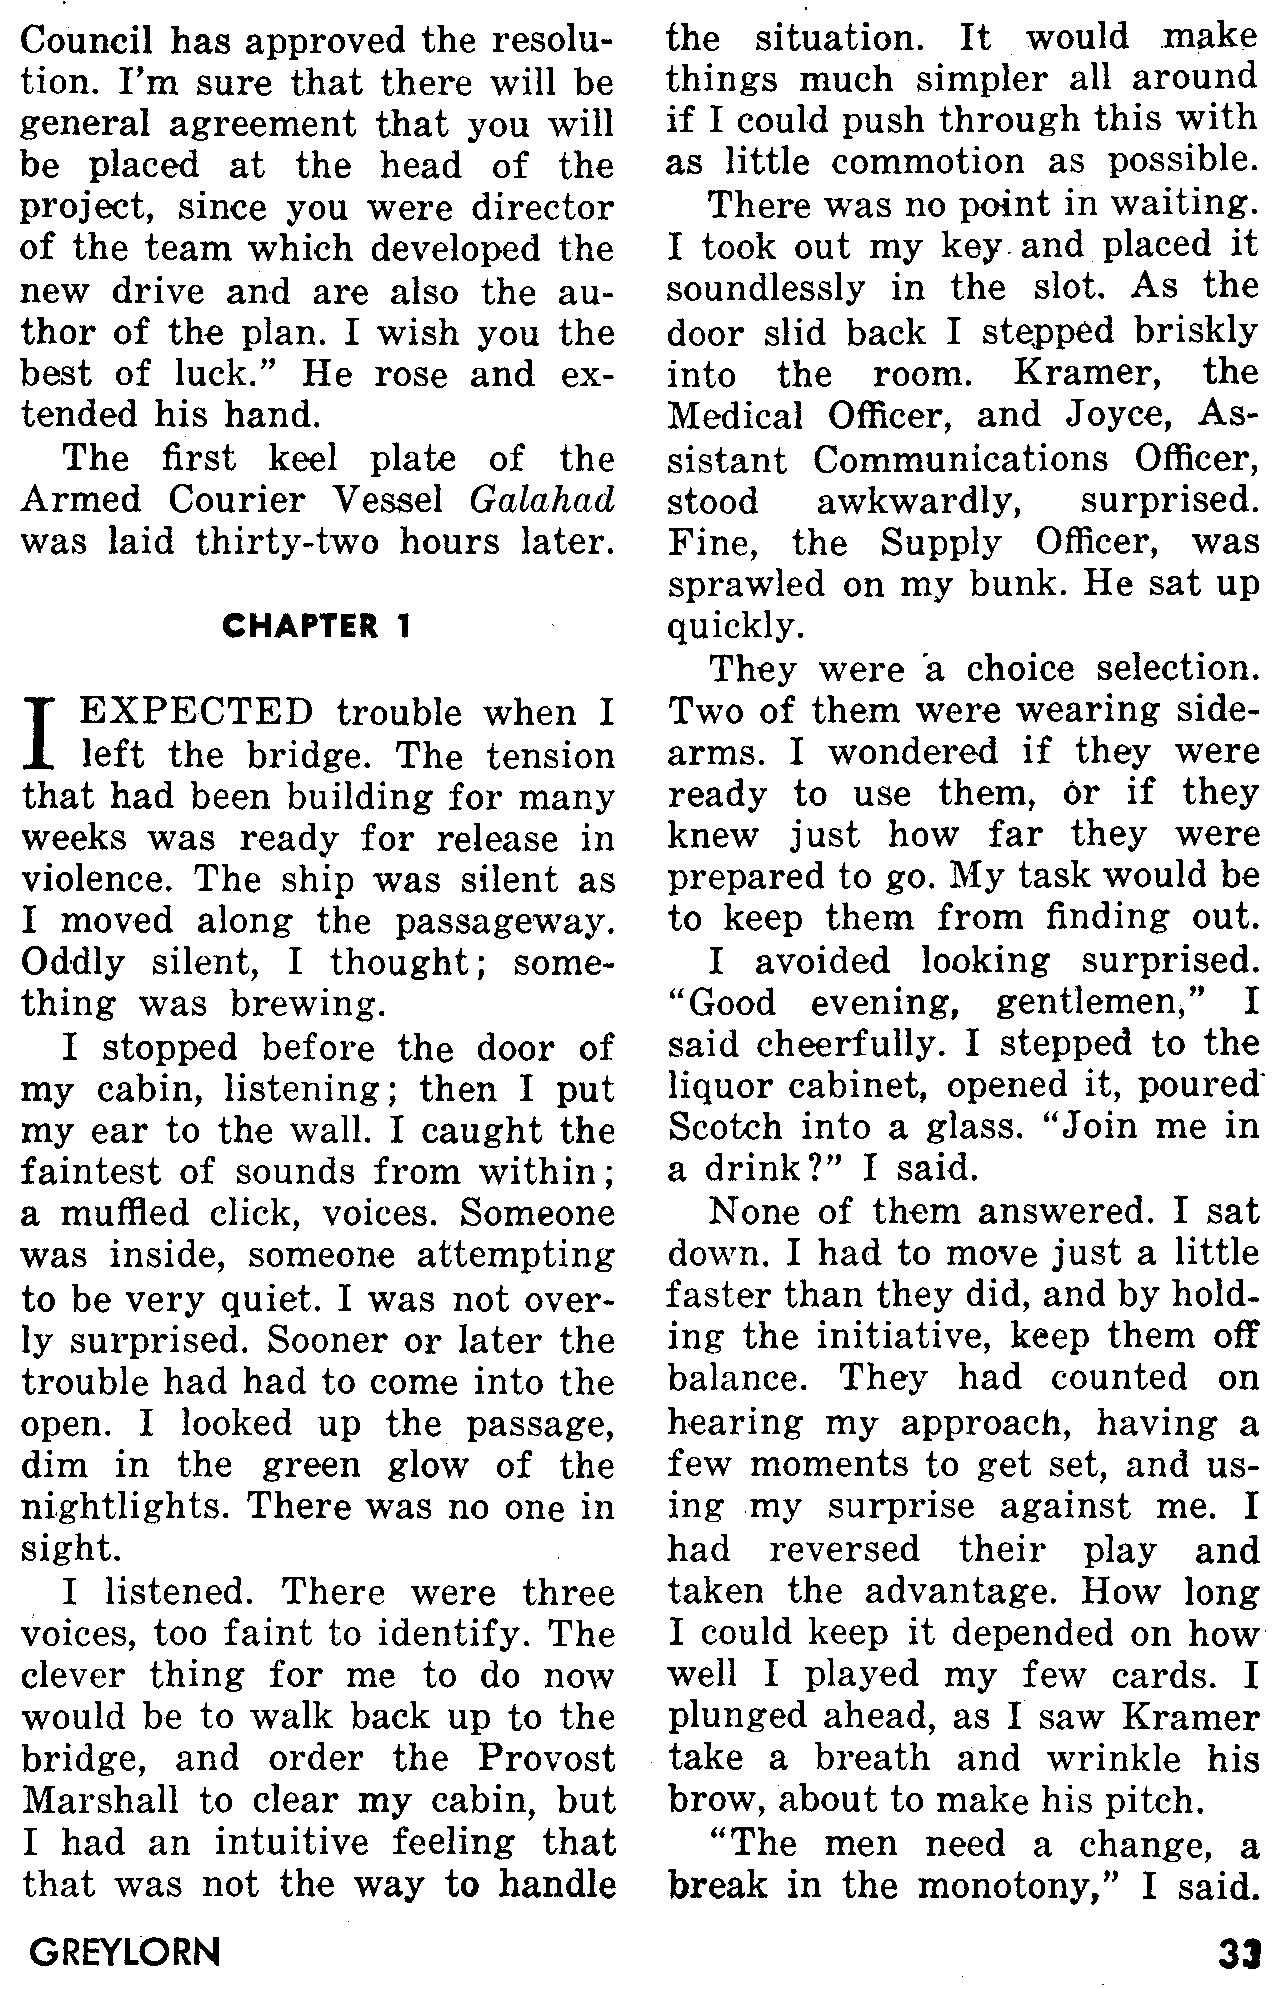 Council has approved the resolu-
tion. I'm sure that there will be
general agreement that you will
be placed at the head of the
project, since you were director
of the team which developed the
new drive and are also the au-
thor of the plan. I wish you the
best of luck." He rose and ex-
tended his hand.
The first keel plate of the
Armed Courier Vessel Galahad
was laid thirty-two hours later.
CHAPTER 1
I EXPECTED trouble when I
left the bridge. The tension
that had been building for many
weeks was ready for release in
violence. The ship was silent as
I moved along the passageway.
Oddly silent, I thought; some-
thing was brewing.
I stopped before the door of
my cabin, listening; then I put
my ear to the wall. I caught the
faintest of sounds from within;
a muffled click, voices. Someone
was inside, someone attempting
to be very quiet. I was not over-
ly surprised. Sooner or later the
trouble had had to come into the
open. I looked up the passage,
dim in the green glow of the
nightlights. There was no one in
sight.
I listened. There were three
voices, too faint to identify. The
clever thing for me to do now
would be to walk back up to the
bridge, and order the Provost
Marshall to clear my cabin, but
I had an intuitive feeling that
that was not the way to handle
the situation. It would make
things much simpler all around
if I could push through this with
as little commotion as possible.
There was no point in waiting.
I took out my key and placed it
soundlessly in the slot. As the
door slid back I stepped briskly
into the room. Kramer, the
Medical Officer, and Joyce, As-
sistant Communications Officer,
stood awkwardly, surprised.
Fine, the Supply Officer, was
sprawled on my bunk. He sat up
quickly.
They were a choice selection.
Two of them were wearing side-
arms. I wondered if they were
ready to use them, or if they
knew just how far they were
prepared to go. My task would be
to keep them from finding out.
I avoided looking surprised.
"Good evening, gentlemen," I
said cheerfully. I stepped to the
liquor cabinet, opened it, poured
Scotch into a glass. "Join me in
a drink?" I said.
None of them answered. I sat
down. I had to move just a little
faster than they did, and by hold-
ing the initiative, keep them off
balance. They had counted on
hearing my approach, having a
few moments to get set, and us-
ing my surprise against me. I
had reversed their play and
taken the advantage. How long
I could keep it depended on how
well I played my few cards. I
plunged ahead, as I saw Kramer
take a breath and wrinkle his
brow, about to make his pitch.
"The men need a change, a
break in the monotony," I said.
GREYLORN
33